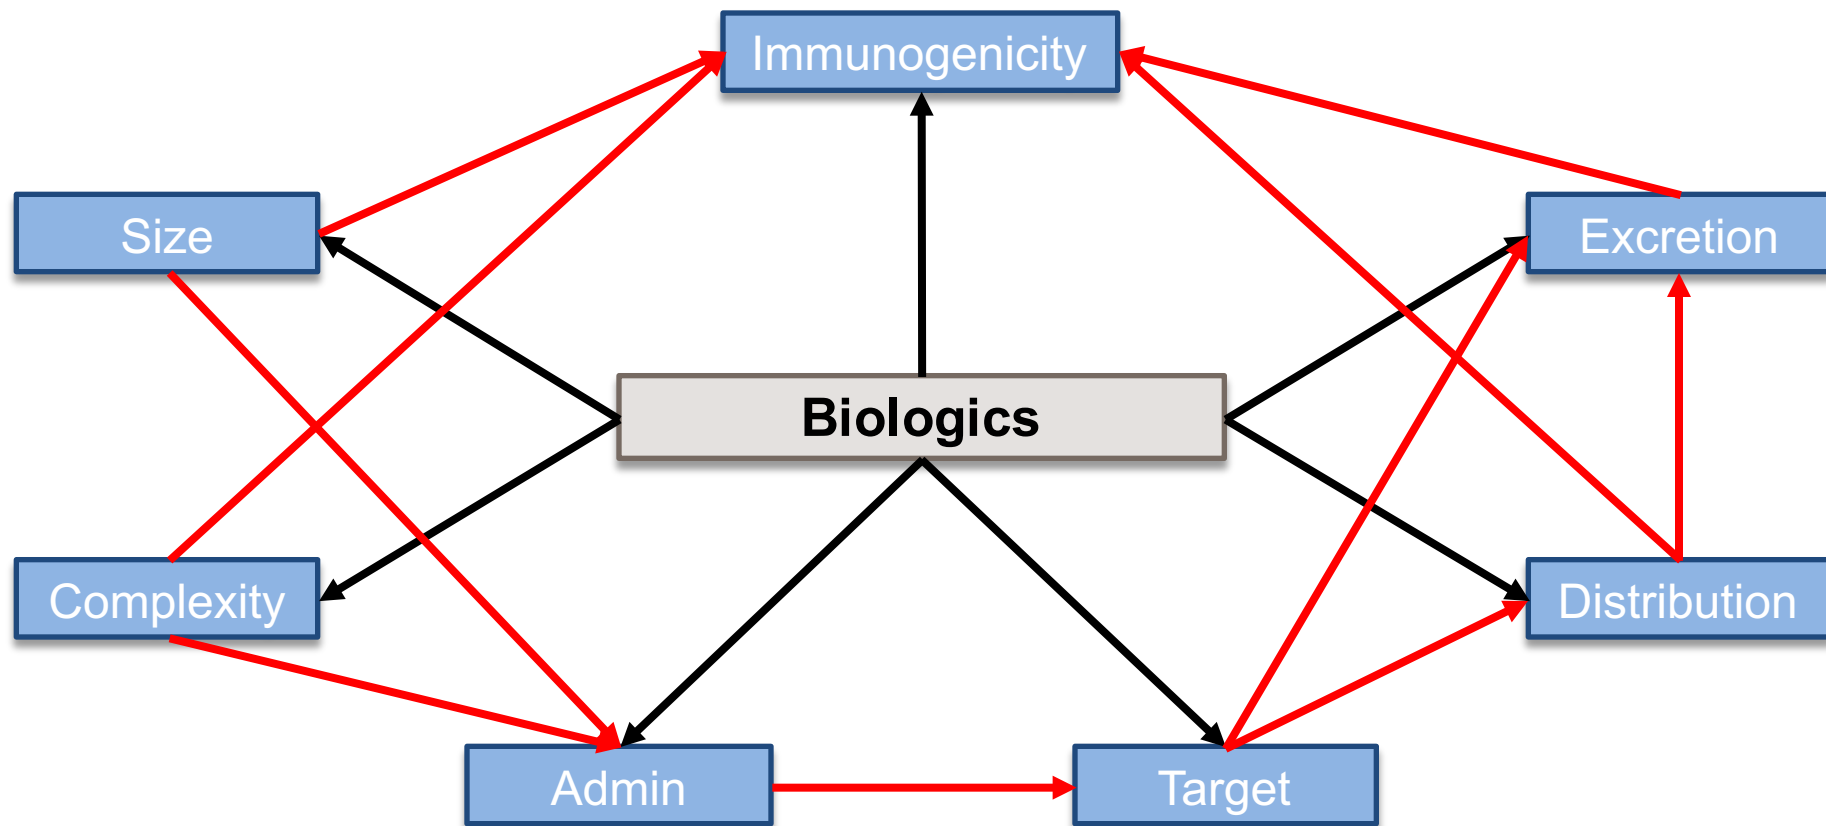 Immunogenicity
Size
Excretion
Biologics
Complexity
Distribution
Admin
Target